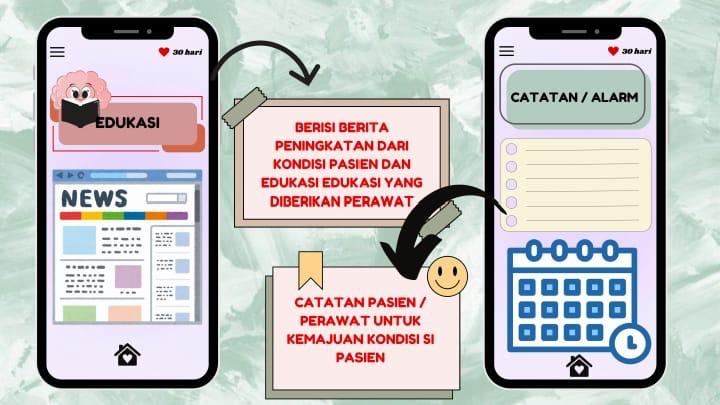 30 hari
EDUKASI
NEWS
BERISI BERITA
PENINGKATAN DARI
KONDISI PASIEN DAN
EDUKASI EDUKASI YANG
DIBERIKAN PERAWAT
CATATAN PASIEN /
PERAWAT UNTUK
KEMAJUAN KONDISI SI
PASIEN
30 hari
CATATAN / ALARM